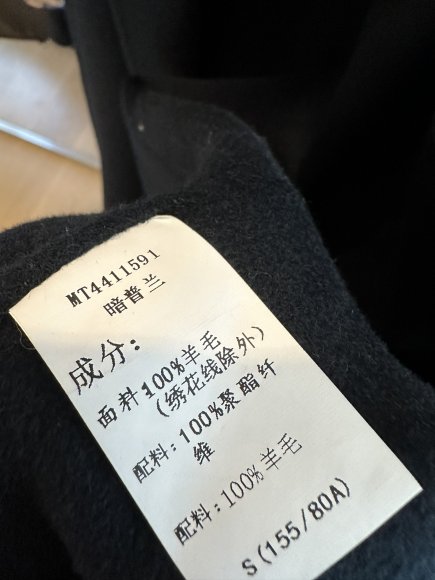 MT4411591
暗普兰
成分:
面料100%羊毛
(绣花线除外)
配料:100%聚酯纤
维
配料:100%羊毛
S(155/80A)